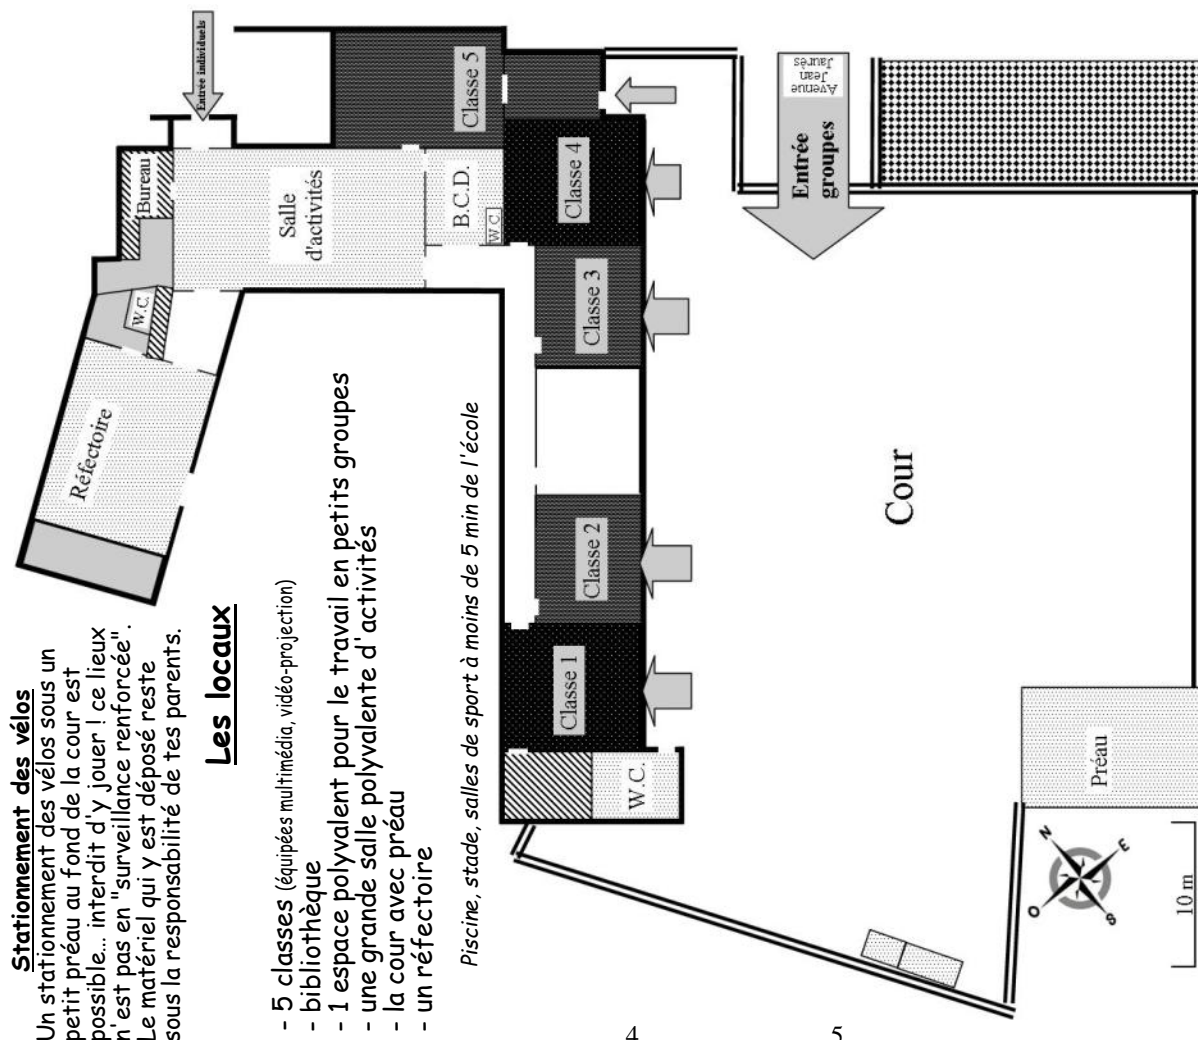 Stationnement des vélos
Un stationnement des vélos sous un
petit préau au fond de la cour est
possible... interdit d'y jouer ! ce lieux
n'est pas en "surveillance renforcée".
Le matériel qui y est déposé reste
sous la responsabilité de tes parents.
Les locaux
- 5 classes (équipées multimédia, vidéo-projection)
- bibliothèque
- 1 espace polyvalent pour le travail en petits groupes
- une grande salle polyvalente d'activités
- la cour avec préau
- un réfectoire
Piscine, stade, salles de sport à moins de 5 min de l'école
Réfectoire
W.C.
Bureau
Entrée individuels
Salle
d'activités
B.C.D.
W.C.
Classe 5
Classe 4
Classe 3
Classe 2
Classe 1
W.C.
Entrée
groupes
Avenue
Jean
Jaurès
Cour
Préau
N
E
S
O
10 m
4
5